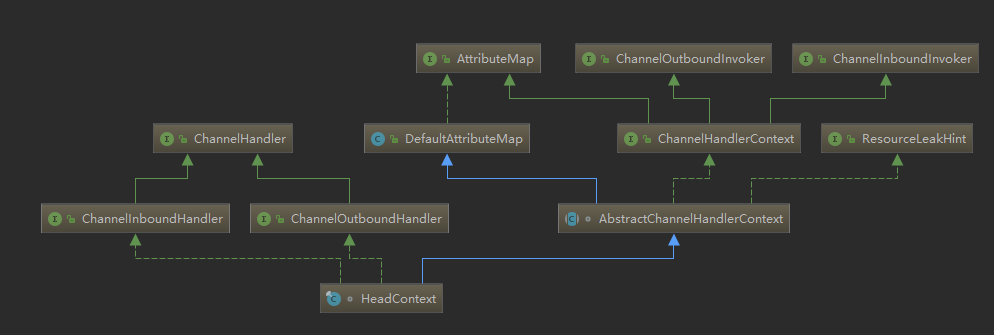 AttributeMap
ChannelOutboundInvoker
ChannelInboundInvoker
ChannelHandler
DefaultAttributeMap
ChannelHandlerContext
ResourceLeakHint
ChannelInboundHandler
ChannelOutboundHandler
AbstractChannelHandlerContext
HeadContext